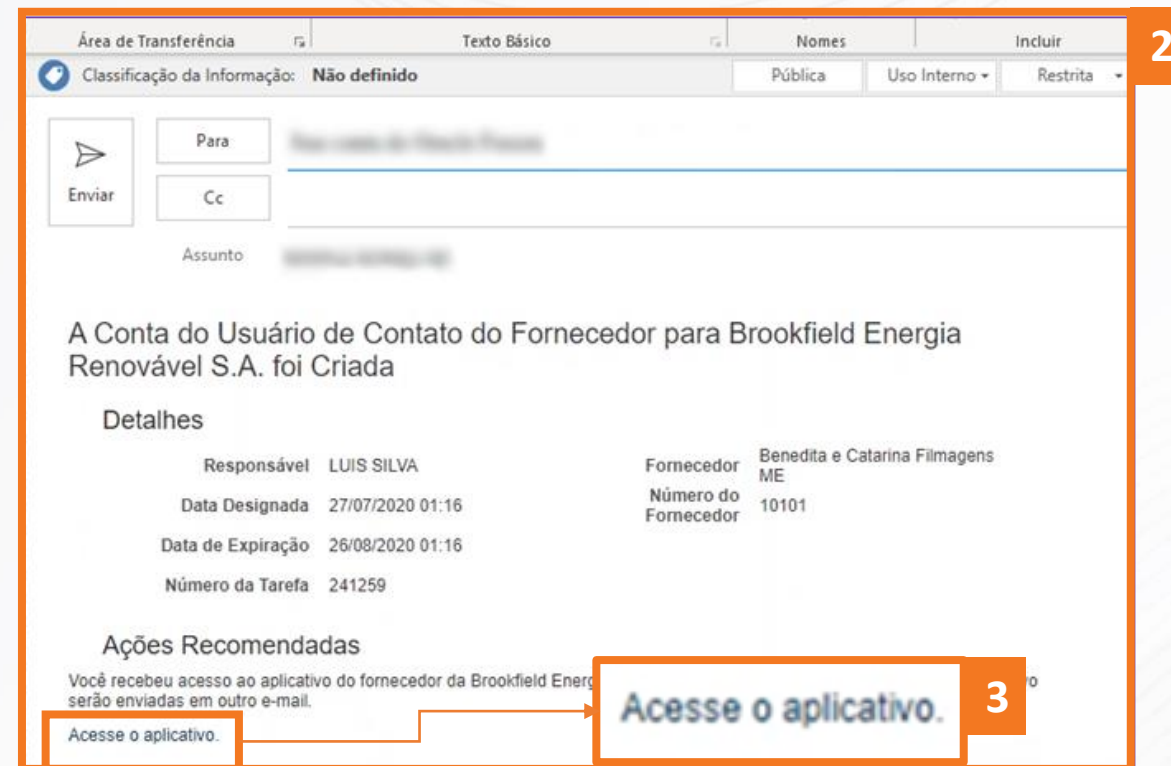 2
Área de Transferência Texto Básico Nomes Incluir
Classificação da Informação: Não definido Pública Uso Interno Restrita
Para
Enviar
Cc
Assunto
A Conta do Usuário de Contato do Fornecedor para Brookfield Energia
Renovável S.A. foi Criada
Detalhes
Responsável LUIS SILVA
Fornecedor Benedita e Catarina Filmagens
ME
Data Designada 27/07/2020 01:16
Número do
Fornecedor 10101
Data de Expiração 26/08/2020 01:16
Número da Tarefa 241259
Ações Recomendadas
Você recebeu acesso ao aplicativo do fornecedor da Brookfield
serão enviadas em outro e-mail.
Acesse o aplicativo.
Acesse o aplicativo.
3